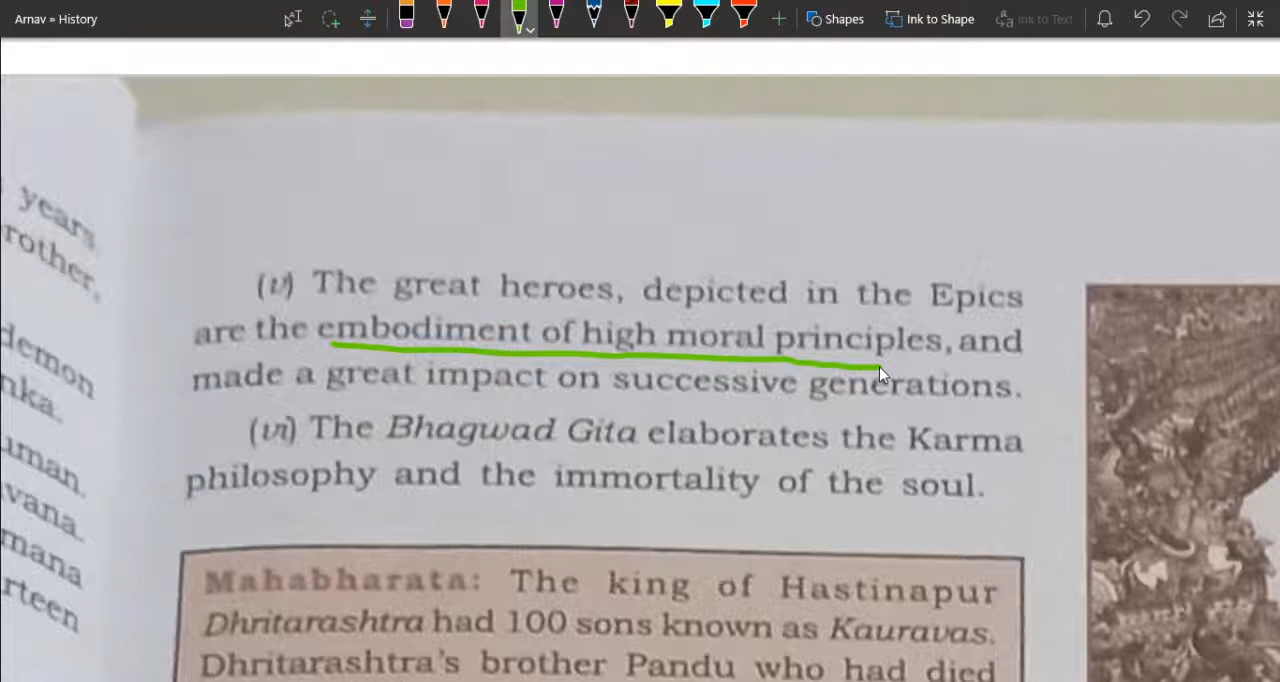 Arnav » History
Shapes
Ink to Shape
Ink to Text
years.
rother,
demon
nka.
uman,
vana.
mana
rteen
(v) The great heroes, depicted in the Epics
are the embodiment of high moral principles, and
made a great impact on successive generations.
(vi) The Bhagwad Gita elaborates the Karma
philosophy and the immortality of the soul.
Mahabharata: The king of Hastinapur
Dhritarashtra had 100 sons known as Kauravas.
Dhritarashtra's brother Pandu who had died